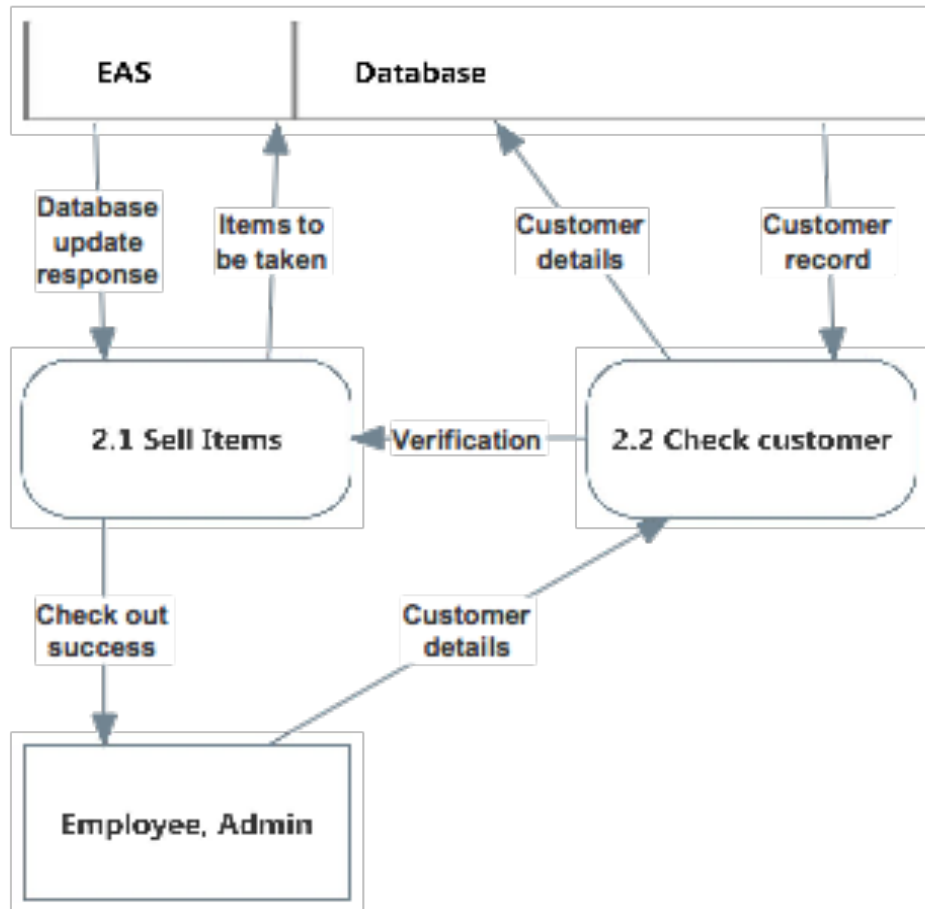 EAS
Database
Database
update
response
Items to
be taken
Customer
details
Customer
record
2.1 Sell Items
Verification
2.2 Check customer
Check out
success
Customer
details
Employee, Admin